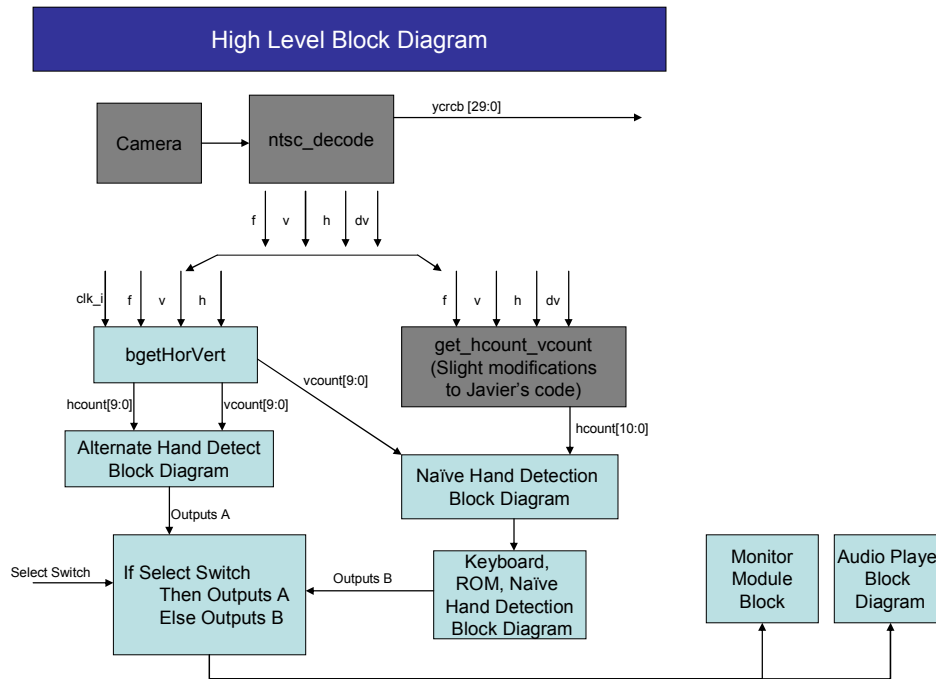 High Level Block Diagram
ycrcb [29:0]
Camera
ntsc_decode
f
v
h
dv
clk_i
f
v
h
f
v
h
dv
bgetHorVert
get_hcount_vcount
(Slight modifications
to Javier's code)
vcount[9:0]
hcount[9:0]
vcount[9:0]
hcount[10:0]
Alternate Hand Detect
Block Diagram
Naïve Hand Detection
Block Diagram
Outputs A
Select Switch
If Select Switch
Then Outputs A
Else Outputs B
Outputs B
Keyboard,
ROM, Naïve
Hand Detection
Block Diagram
Monitor
Module
Block
Audio Playe
Block
Diagram